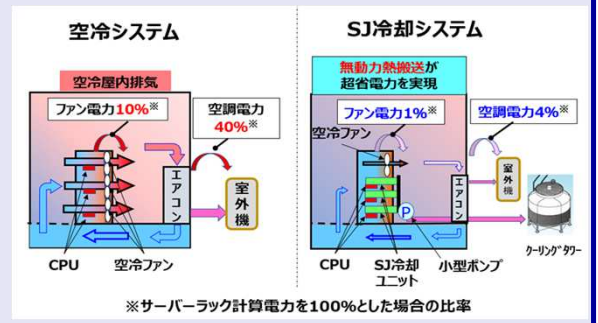 空冷システム
空冷屋内排気
ファン電力10%※
空調電力
40%※
エアコン
室外機
CPU
空冷ファン
SJ冷却システム
無動力熱搬送が
超省電力を実現
ファン電力1%※
空調電力4%※
空冷ファン
エアコン
室外機
P
クーリングタワー
CPU
SJ冷却
ユニット
小型ポンプ
※サーバーラック計算電力を100%とした場合の比率